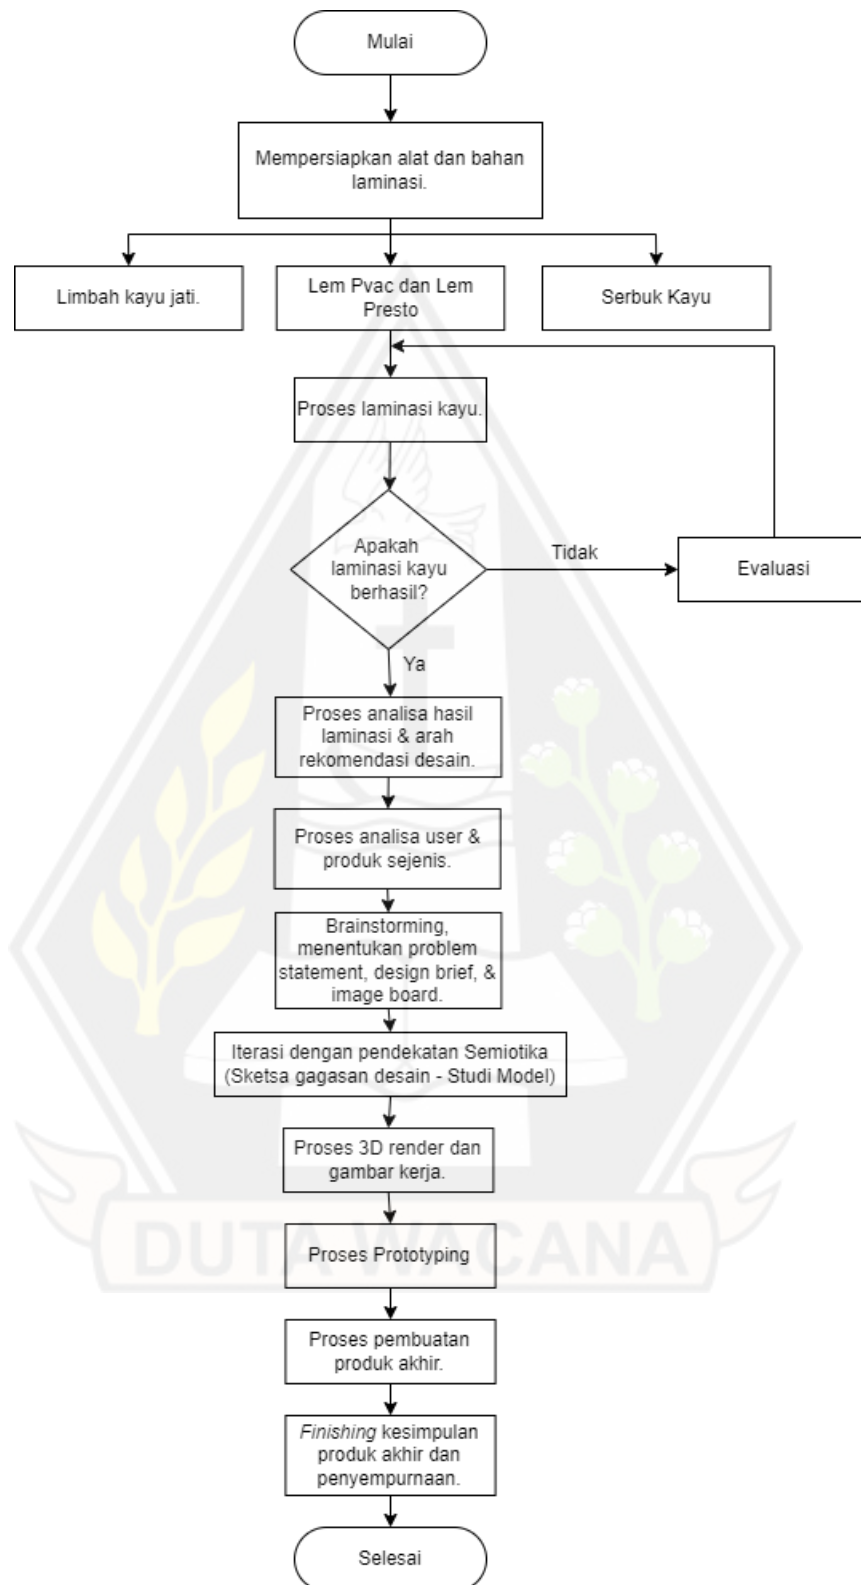 Mulai
Mempersiapkan alat dan bahan
laminasi.
Limbah kayu jati.
Lem Pvac dan Lem
Presto
Serbuk Kayu
Proses laminasi kayu.
Apakah
laminasi kayu
berhasil?
Tidak
Evaluasi
Ya
Proses analisa hasil
laminasi & arah
rekomendasi desain.
Proses analisa user &
produk sejenis.
Brainstorming,
menentukan problem
statement, design brief, &
image board.
Iterasi dengan pendekatan Semiotika
(Sketsa gagasan desain - Studi Model)
Proses 3D render dan
gambar kerja.
DUTA WACANA
Proses Prototyping
Proses pembuatan
produk akhir.
Finishing kesimpulan
produk akhir dan
penyempurnaan.
Selesai